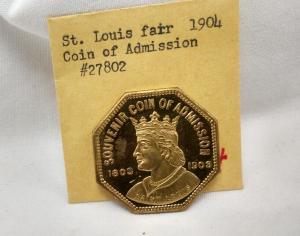 St. Louis fair 1904
Coin of Admission
#27802
SOUVENIR COIN OF ADMISSION
1803 1903